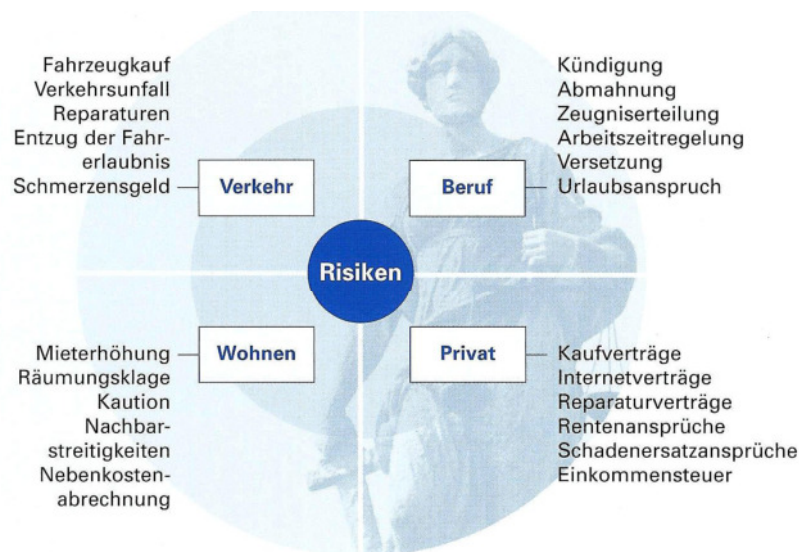 Fahrzeugkauf
Verkehrsunfall
Reparaturen
Entzug der Fahr-
erlaubnis
Schmerzensgeld
Verkehr
Kündigung
Abmahnung
Zeugniserteilung
Arbeitszeitregelung
Versetzung
Urlaubsanspruch
Beruf
Risiken
Mieterhöhung
Räumungsklage
Kaution
Nachbar-
streitigkeiten
Nebenkosten-
abrechnung
Wohnen
Privat
Kaufverträge
Internetverträge
Reparaturverträge
Rentenansprüche
Schadenersatzansprüche
Einkommensteuer